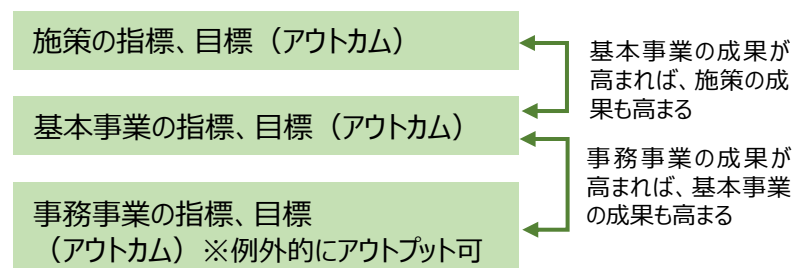 施策の指標、目標（アウトカム）
基本事業の指標、目標（アウトカム）
事務事業の指標、目標
（アウトカム）※例外的にアウトプット可
基本事業の成果が
高まれば、施策の成
果も高まる
事務事業の成果が
高まれば、基本事業
の成果も高まる